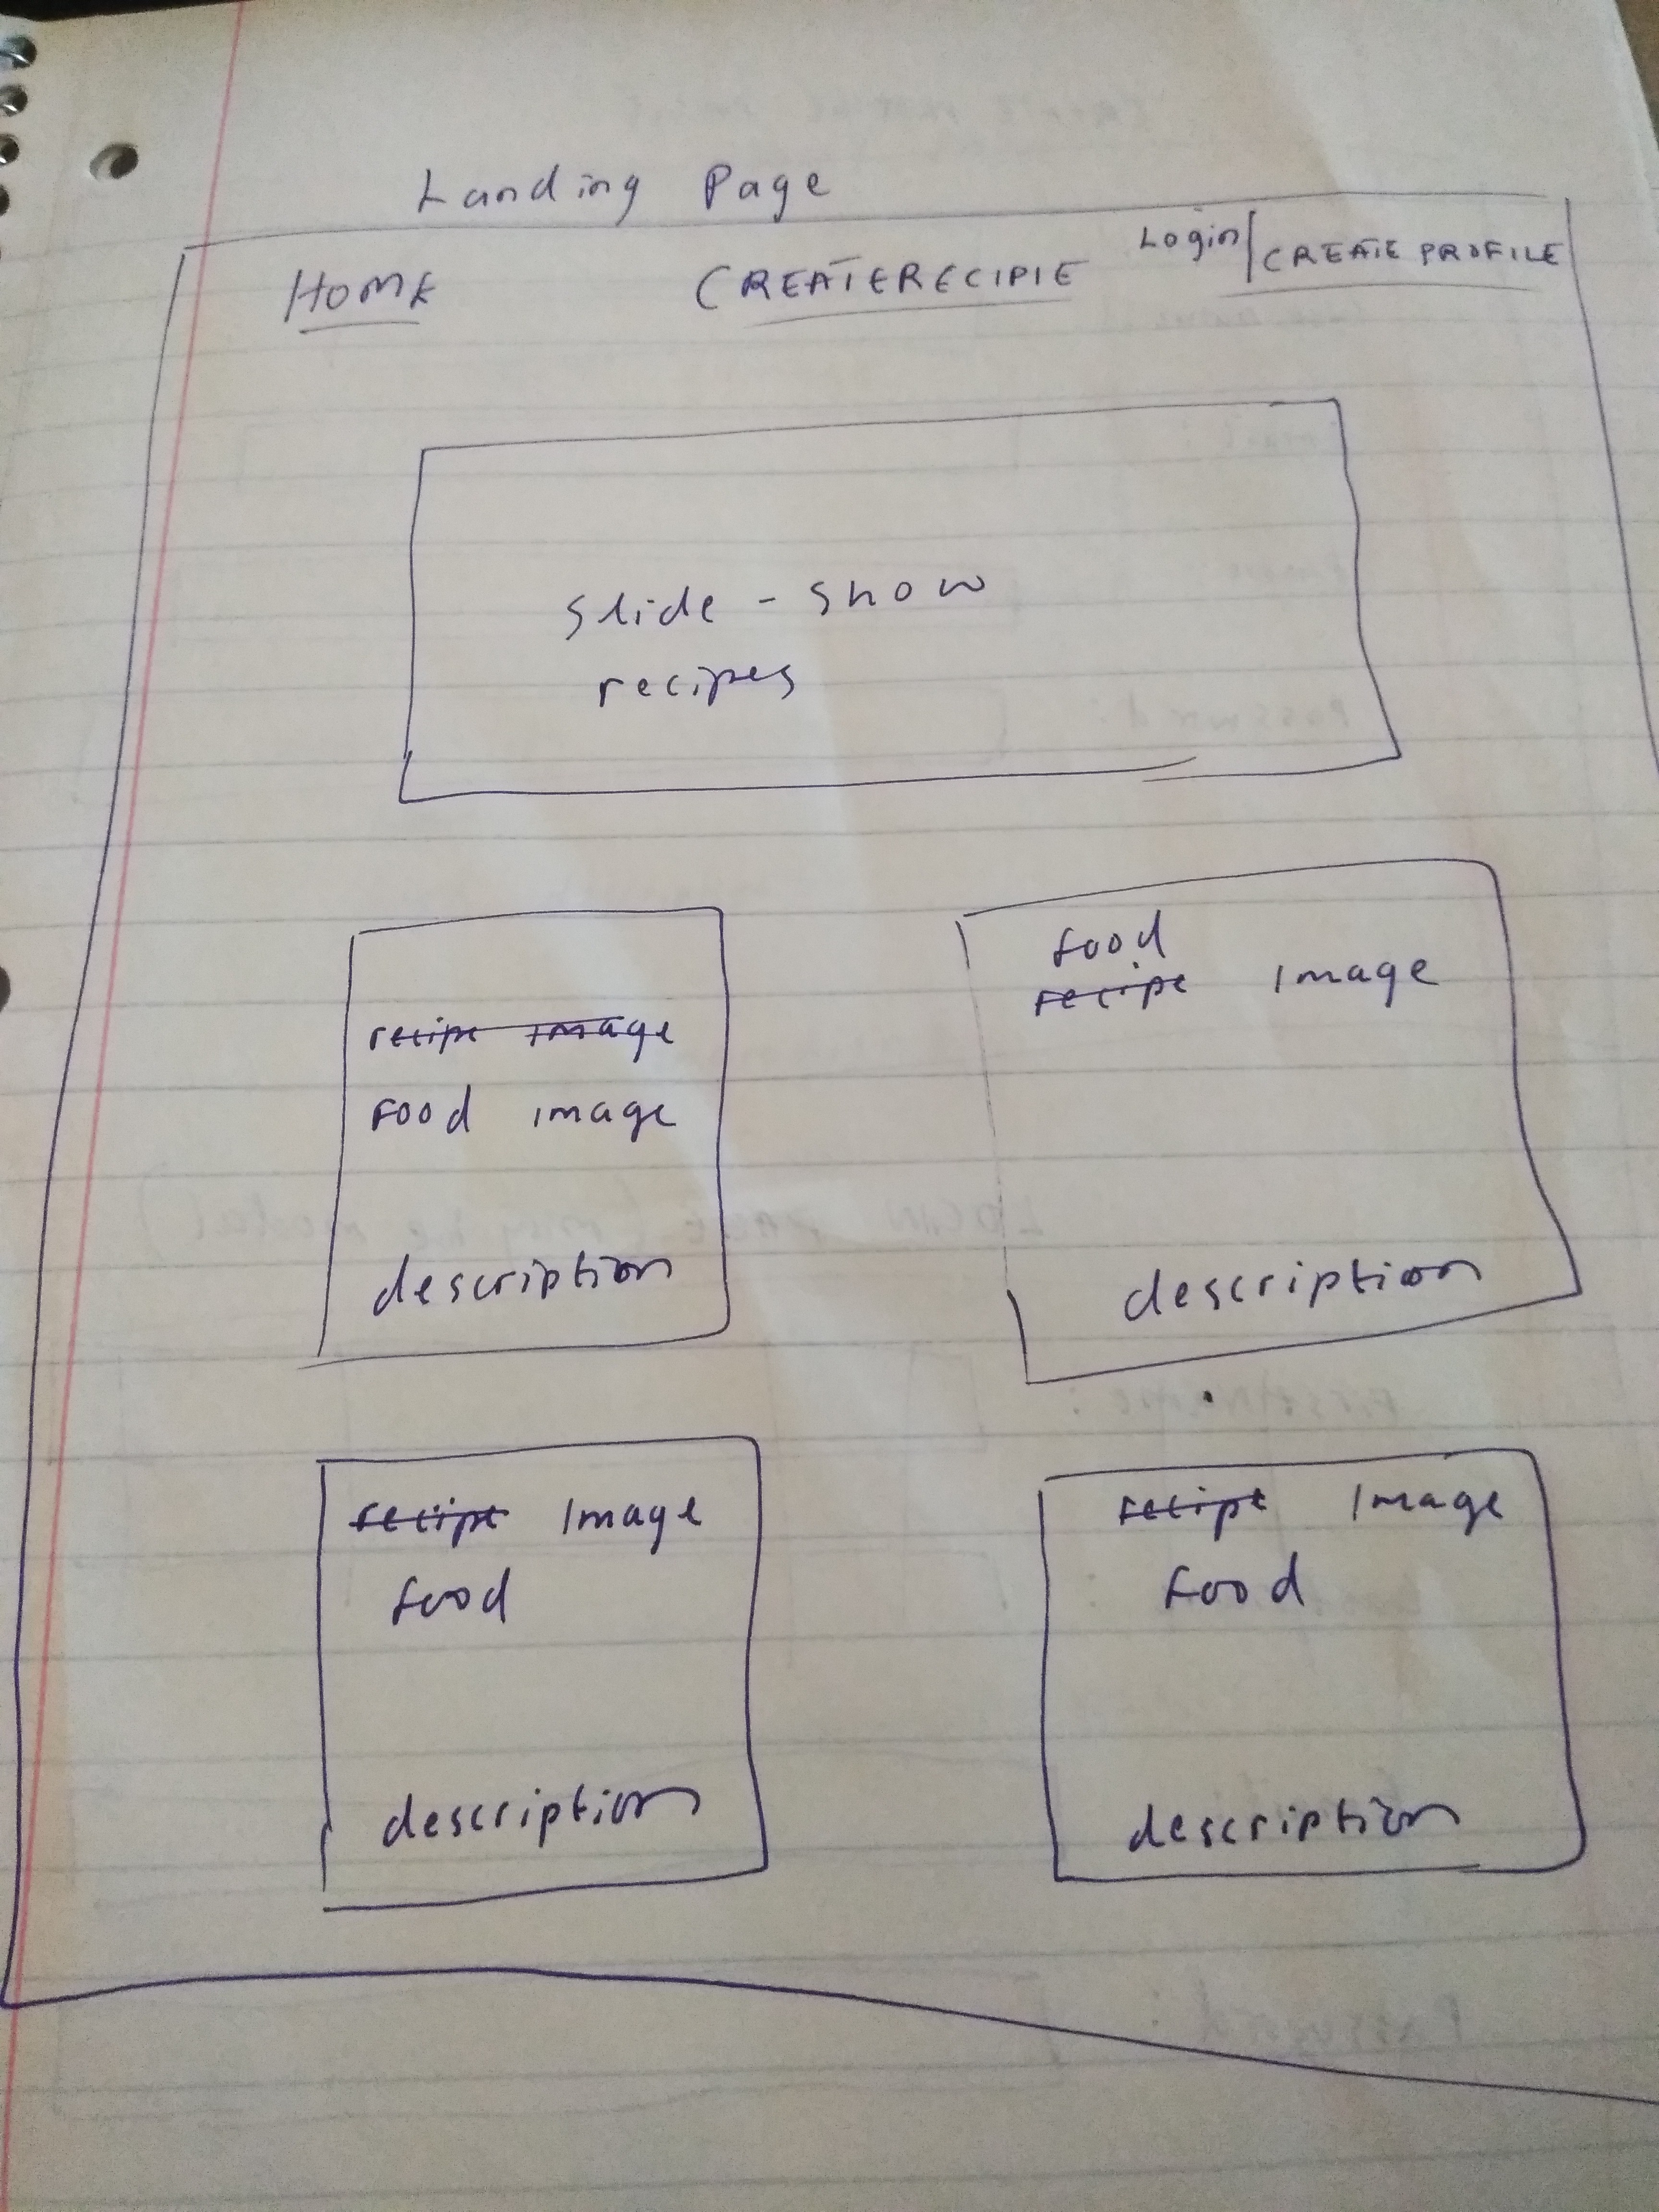 Landing Page
HOME CREATERECIPIE Login | CREATE PROFILE
slide - show
recipes
recipe image
Food image
description
food
recipe image
description
recipe image
food
description
recipe image
food
description